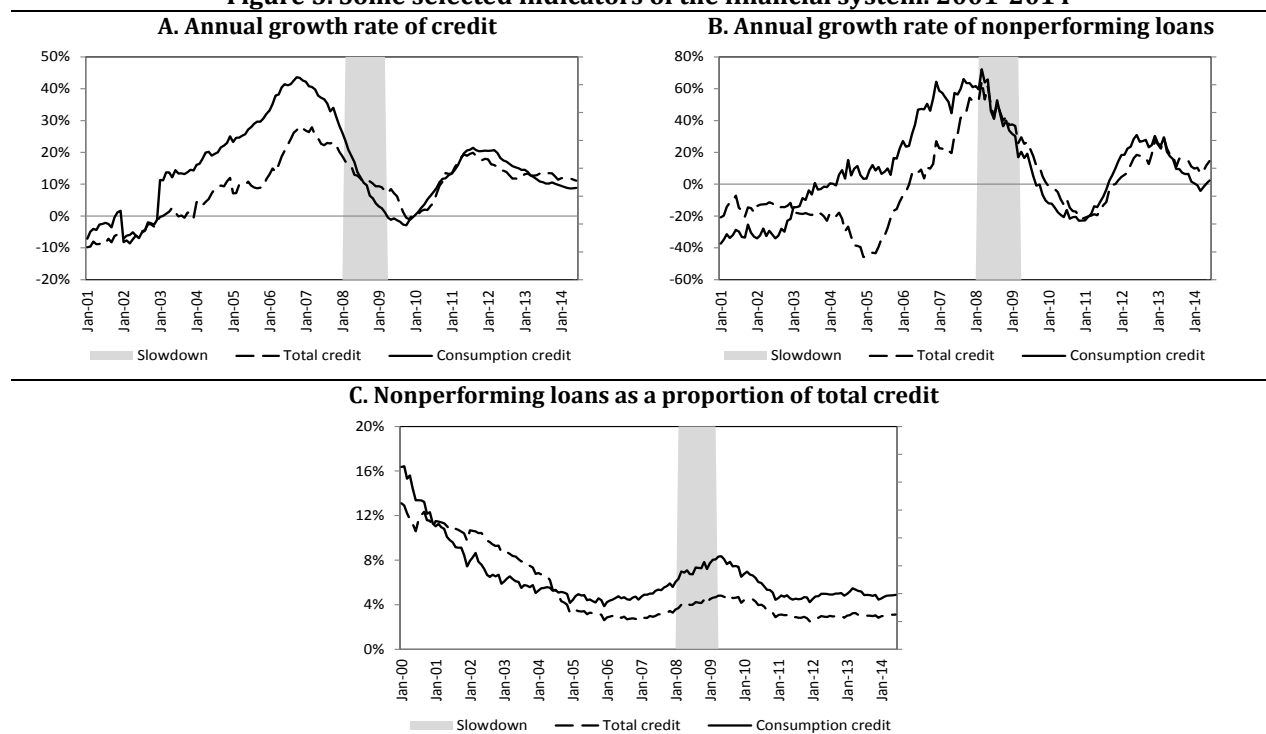 Figure 3. Some selected indicators of the financial system: 2001-2014
A. Annual growth rate of credit
50%
40%
30%
20%
10%
0%
-10%
-20%
Jan-01
Jan-02
Jan-03
Jan-04
Jan-05
Jan-06
Jan-07
Jan-08
Jan-09
Jan-10
Jan-11
Jan-12
Jan-13
Jan-14
Slowdown Total credit Consumption credit
B. Annual growth rate of nonperforming loans
80%
60%
40%
20%
0%
-20%
-40%
-60%
Jan-01
Jan-02
Jan-03
Jan-04
Jan-05
Jan-06
Jan-07
Jan-08
Jan-09
Jan-10
Jan-11
Jan-12
Jan-13
Jan-14
Slowdown Total credit Consumption credit
C. Nonperforming loans as a proportion of total credit
20%
16%
12%
8%
4%
0%
Jan-00
Jan-01
Jan-02
Jan-03
Jan-04
Jan-05
Jan-06
Jan-07
Jan-08
Jan-09
Jan-10
Jan-11
Jan-12
Jan-13
Jan-14
Slowdown Total credit Consumption credit